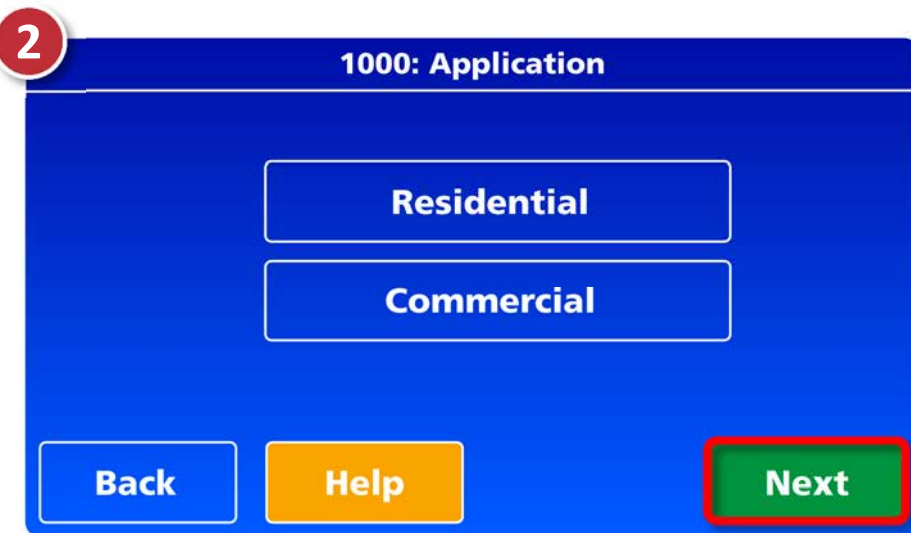 2
1000: Application
Residential
Commercial
Back Help Next